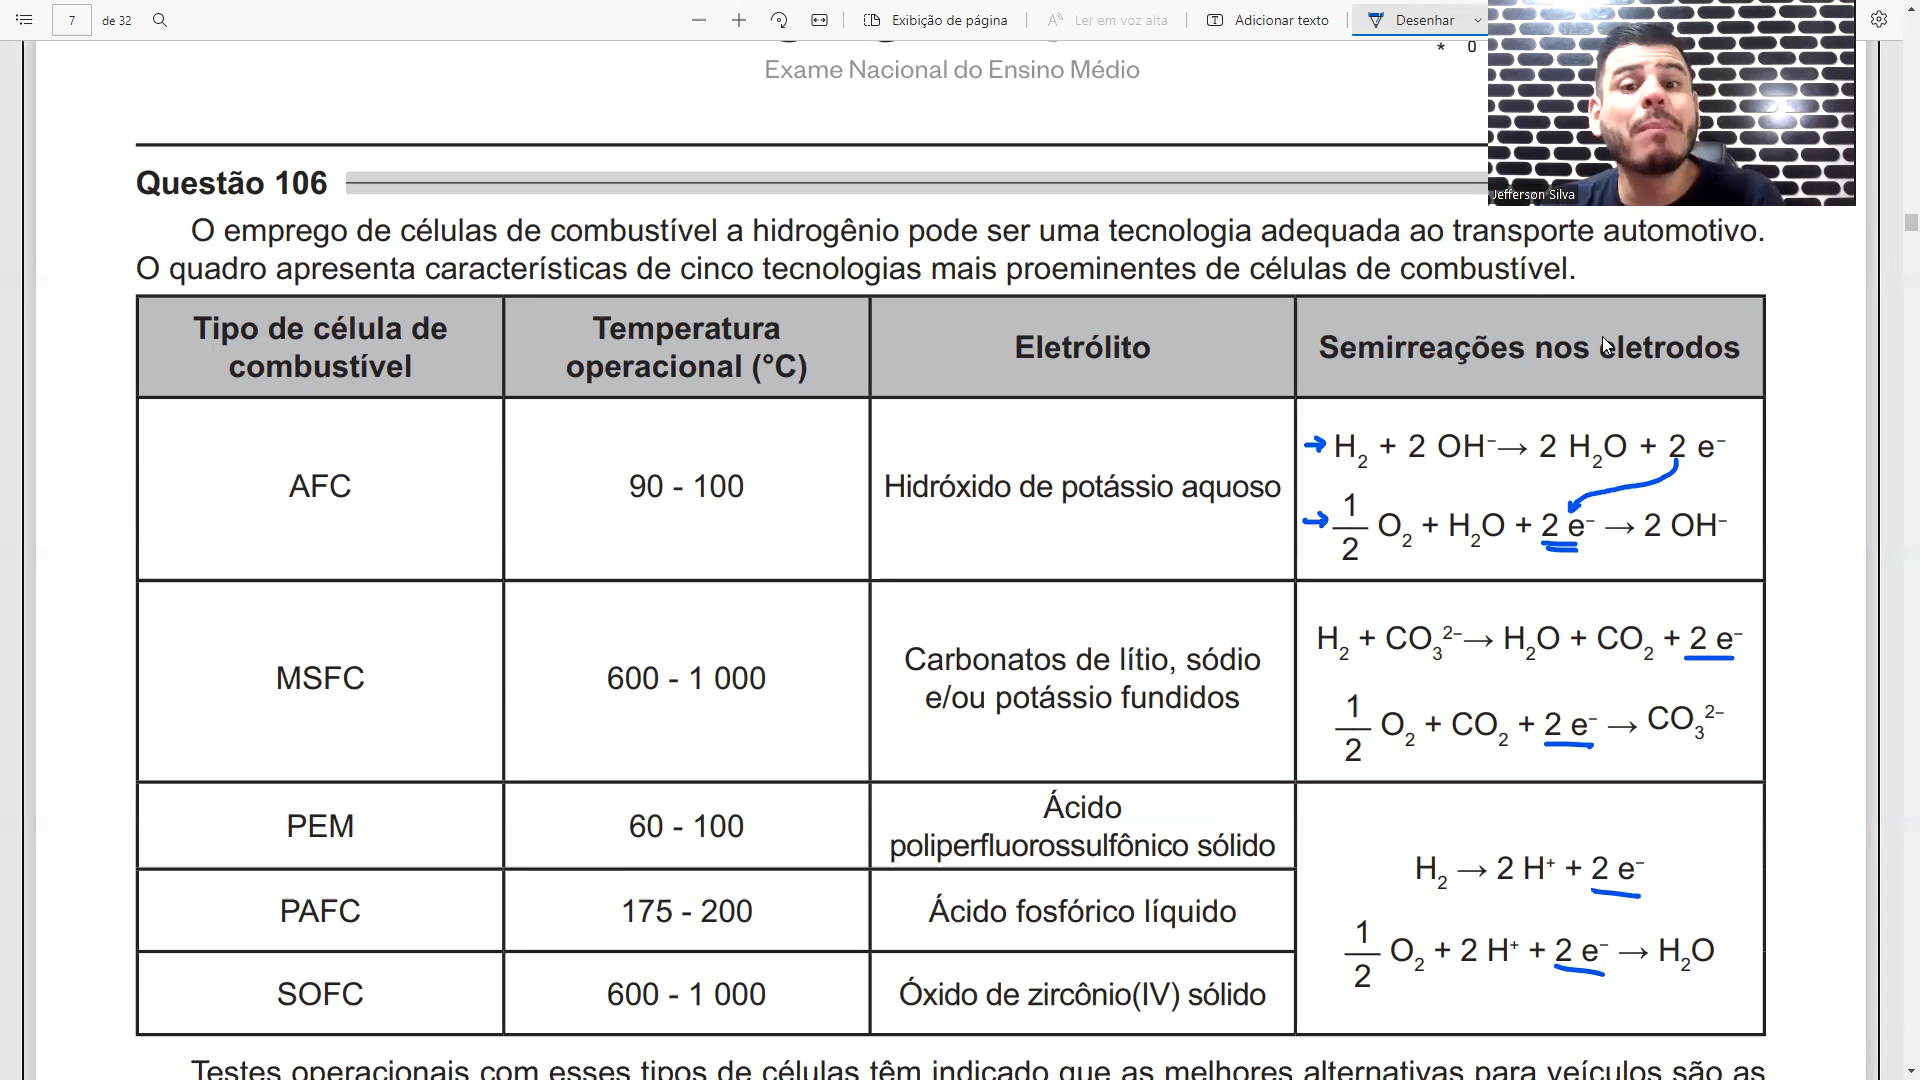 7
de 32
Exibição de página
Ler em voz alta
Adicionar texto
Desenhar
* 0
Exame Nacional do Ensino Médio
Jefferson Silva
Questão 106
O emprego de células de combustível a hidrogênio pode ser uma tecnologia adequada ao transporte automotivo.
O quadro apresenta características de cinco tecnologias mais proeminentes de células de combustível.
Tipo de célula de
combustível
Temperatura
operacional (°C)
Eletrólito
Semirreações nos eletrodos
AFC
90 - 100
Hidróxido de potássio aquoso
H₂ + 2 OH⁻ → 2 H₂O + 2 e⁻
1/2 O₂ + H₂O + 2 e⁻ → 2 OH⁻
MSFC
600 - 1 000
Carbonatos de lítio, sódio
e/ou potássio fundidos
H₂ + CO₃²⁻ → H₂O + CO₂ + 2 e⁻
1/2 O₂ + CO₂ + 2 e⁻ → CO₃²⁻
PEM
60 - 100
Ácido
poliperfluorossulfônico sólido
H₂ → 2 H⁺ + 2 e⁻
1/2 O₂ + 2 H⁺ + 2 e⁻ → H₂O
PAFC
175 - 200
Ácido fosfórico líquido
SOFC
600 - 1 000
Óxido de zircônio(IV) sólido
Testes operacionais com esses tipos de células têm indicado que as melhores alternativas para veículos são as